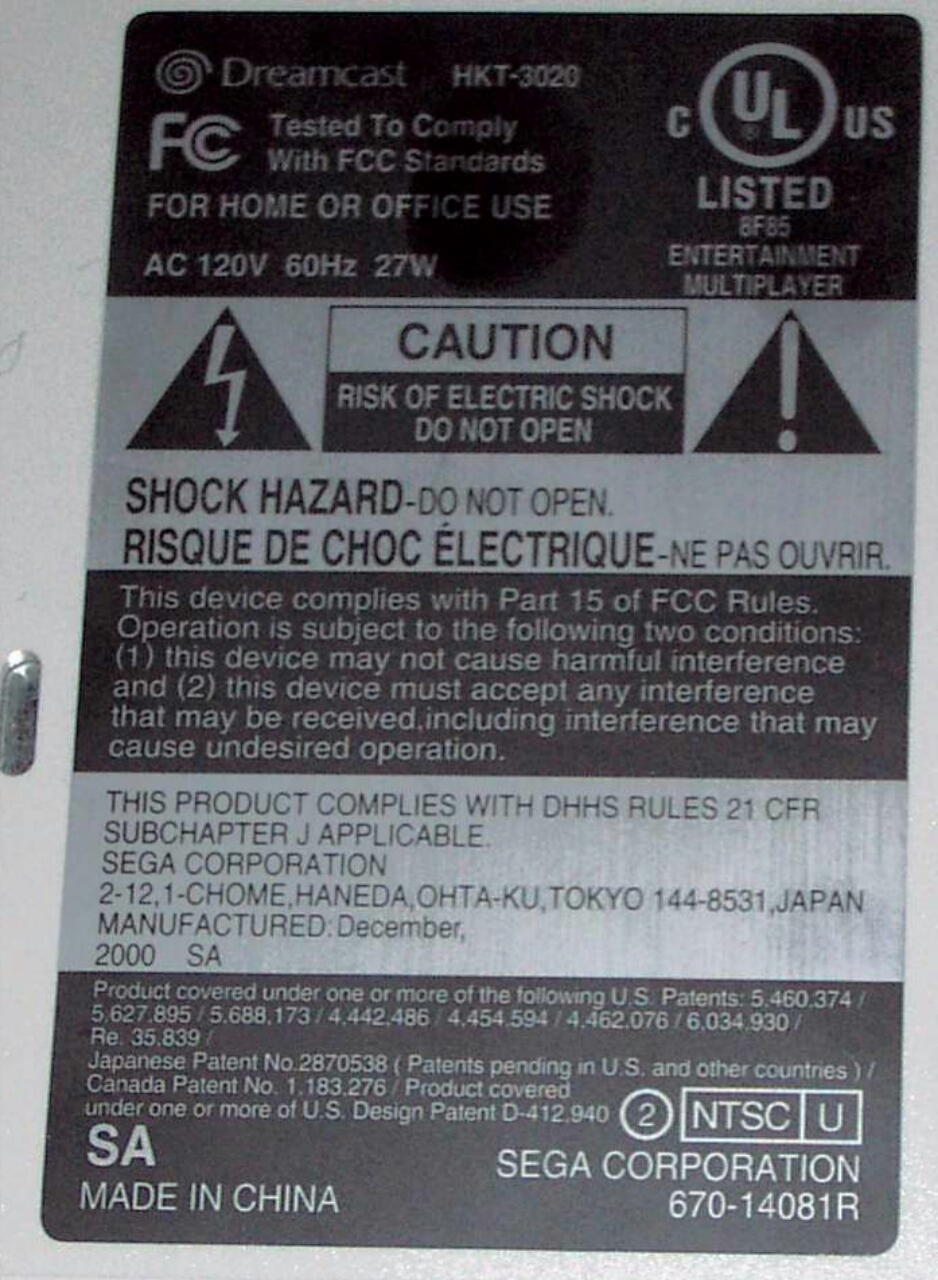 Dreamcast HKT-3020
FC Tested To Comply
With FCC Standards
FOR HOME OR OFFICE USE
AC 120V 60Hz 27W
C UL® US
LISTED
8F85
ENTERTAINMENT
MULTIPLAYER
CAUTION
RISK OF ELECTRIC SHOCK
DO NOT OPEN
SHOCK HAZARD-DO NOT OPEN.
RISQUE DE CHOC ÉLECTRIQUE-NE PAS OUVRIR.
This device complies with Part 15 of FCC Rules.
Operation is subject to the following two conditions:
(1) this device may not cause harmful interference
and (2) this device must accept any interference
that may be received,including interference that may
cause undesired operation.
THIS PRODUCT COMPLIES WITH DHHS RULES 21 CFR
SUBCHAPTER J APPLICABLE.
SEGA CORPORATION
2-12,1-CHOME,HANEDA,OHTA-KU,TOKYO 144-8531,JAPAN
MANUFACTURED: December,
2000 SA
Product covered under one or more of the following U.S. Patents: 5.460.374 /
5,627.895 / 5.688,173 / 4.442.486 / 4.454.594 / 4.462.076 / 6.034.930 /
Re. 35.839 /
Japanese Patent No.2870538 ( Patents pending in U.S. and other countries ) /
Canada Patent No. 1.183.276 / Product covered
under one or more of U.S. Design Patent D-412.940
2 NTSC U
SA
SEGA CORPORATION
MADE IN CHINA
670-14081R